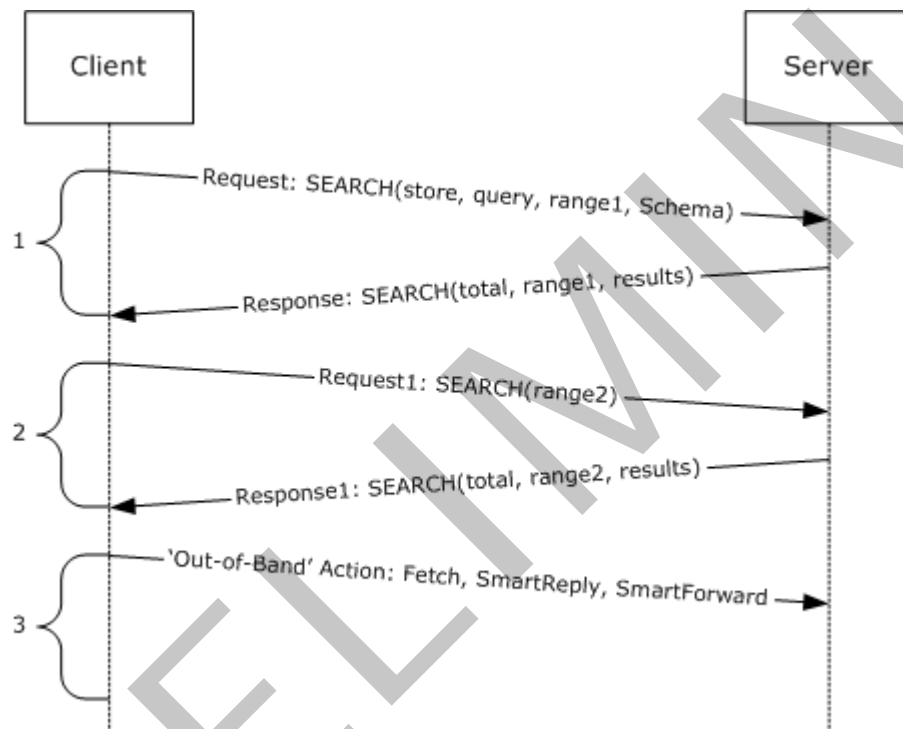 Client
Server
Request: SEARCH(store, query, range1, Schema)
1
Response: SEARCH(total, range1, results)
Request1: SEARCH(range2)
2
Response1: SEARCH(total, range2, results)
‘Out-of-Band’ Action: Fetch, SmartReply, SmartForward
3
ELIMIN